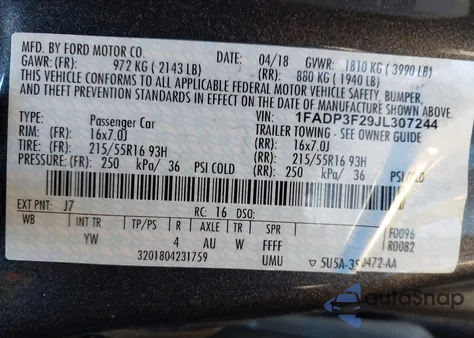 MFD. BY FORD MOTOR CO. 04/18 GVWR: 1810 KG ( 3990 LB)
GAWR: (FR): 972 KG ( 2143 LB) (RR): 880 KG ( 1940 LB)
THIS VEHICLE CONFORMS TO ALL APPLICABLE FEDERAL MOTOR VEHICLE SAFETY, BUMPER,
AND THEFT PREVENTION STANDARDS IN EFFECT ON THE DATE OF MANUFACTURE SHOWN ABOVE.
VIN: 1FADP3F29JL307244
TYPE: Passenger Car TRAILER TOWING - SEE OWNER GUIDE
RIM: (FR): 16x7.0J (RR): 16x7.0J
TIRE: (FR): 215/55R16 93H (RR): 215/55R16 93H
PRESSURE: (FR): 250 kPa/ 36 PSI COLD (RR): 250 kPa/ 36 PSI COLD
EXT PNT: J7 RC: 16 DSO:
WB INT TR TP/PS R AXLE TR SPR F0096
YW 4 AU W FFFF R0082
3201804231759 UMU
autoSnap